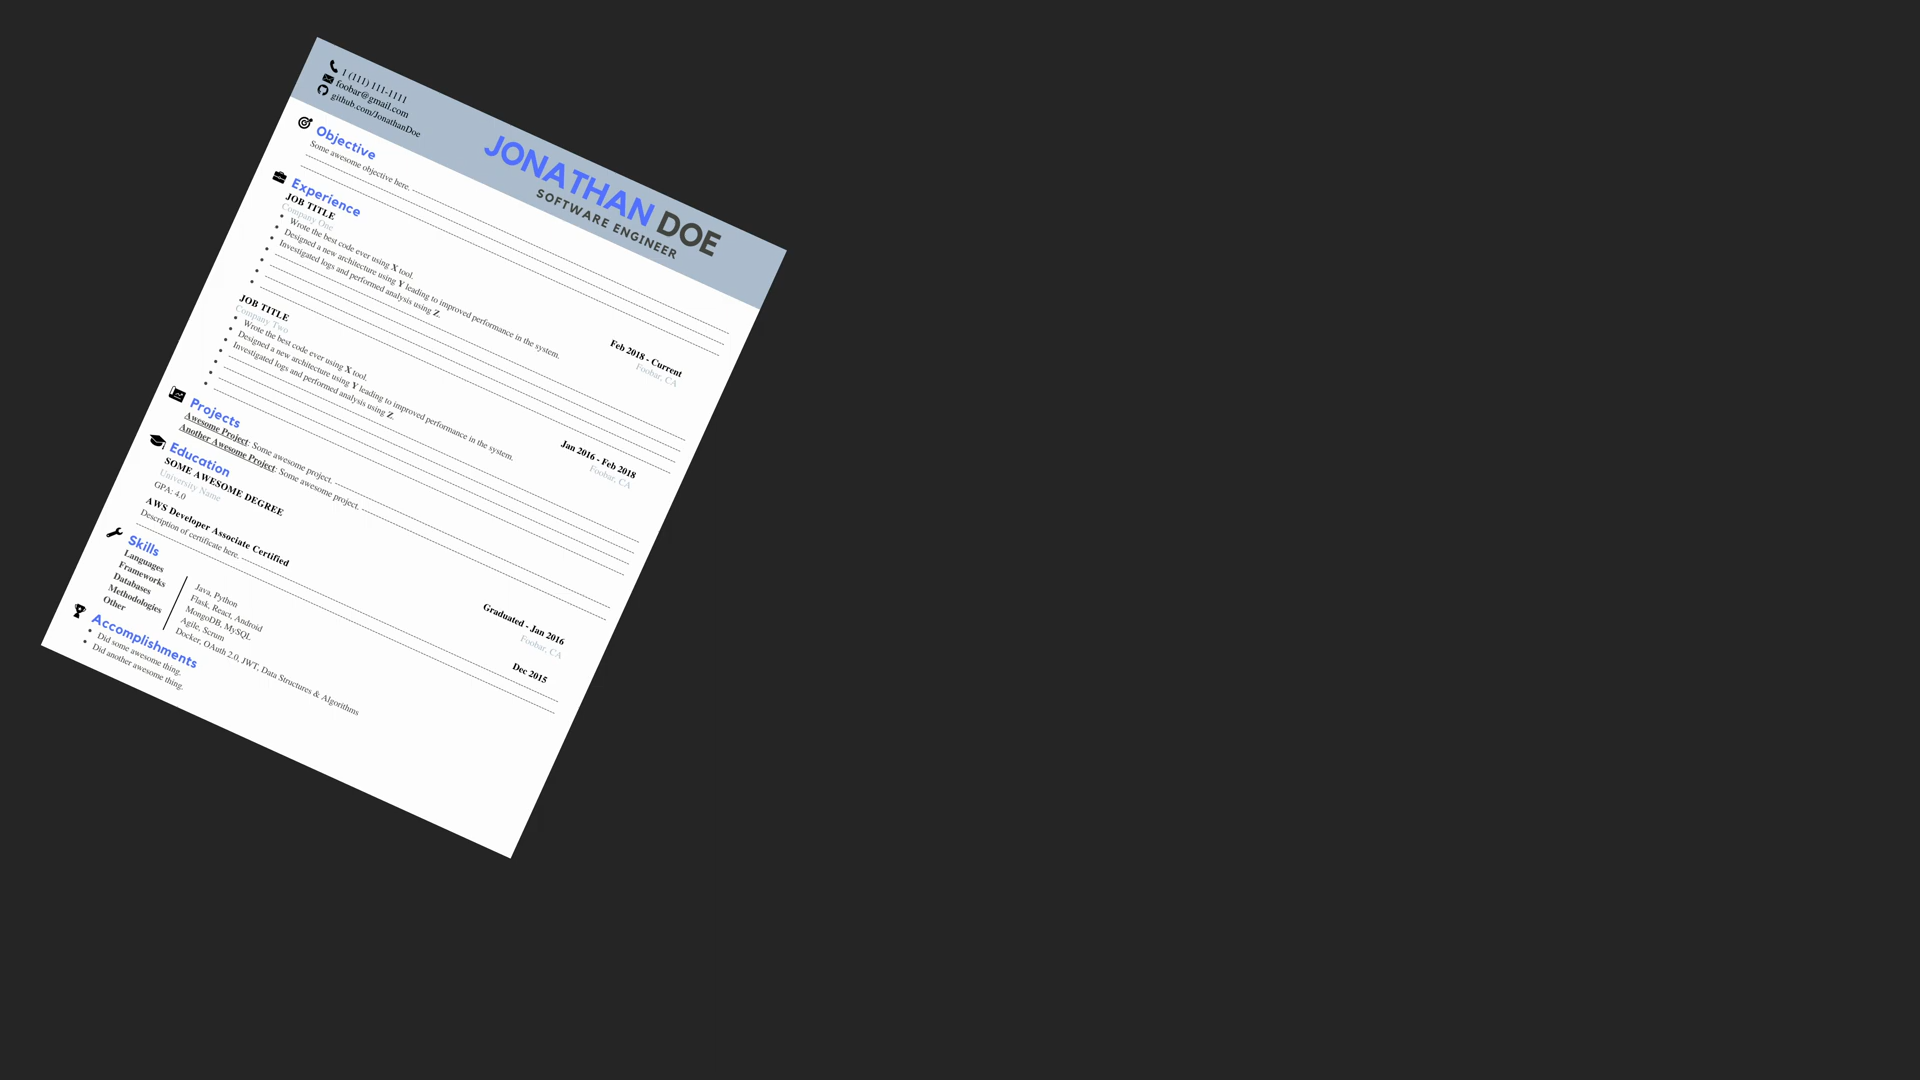 1 (111) 111-1111
foobar@gmail.com
github.com/JonathanDoe
JONATHAN DOE
SOFTWARE ENGINEER
Objective
Some awesome objective here.
Experience
JOB TITLE
Feb 2018 - Current
Company One
Foobar, CA
Wrote the best code ever using X tool.
Designed a new architecture using Y leading to improved performance in the system.
Investigated logs and performed analysis using Z.
JOB TITLE
Jan 2016 - Feb 2018
Company Two
Foobar, CA
Wrote the best code ever using X tool.
Designed a new architecture using Y leading to improved performance in the system.
Investigated logs and performed analysis using Z.
Projects
Awesome Project: Some awesome project.
Another Awesome Project: Some awesome project.
Education
SOME AWESOME DEGREE
Graduated - Jan 2016
University Name
Foobar, CA
GPA: 4.0
AWS Developer Associate Certified
Dec 2015
Description of certificate here.
Skills
Languages
Java, Python
Frameworks
Flask, React, Android
Databases
MongoDB, MySQL
Methodologies
Agile, Scrum
Other
Docker, OAuth 2.0, JWT, Data Structures & Algorithms
Accomplishments
Did some awesome thing.
Did another awesome thing.